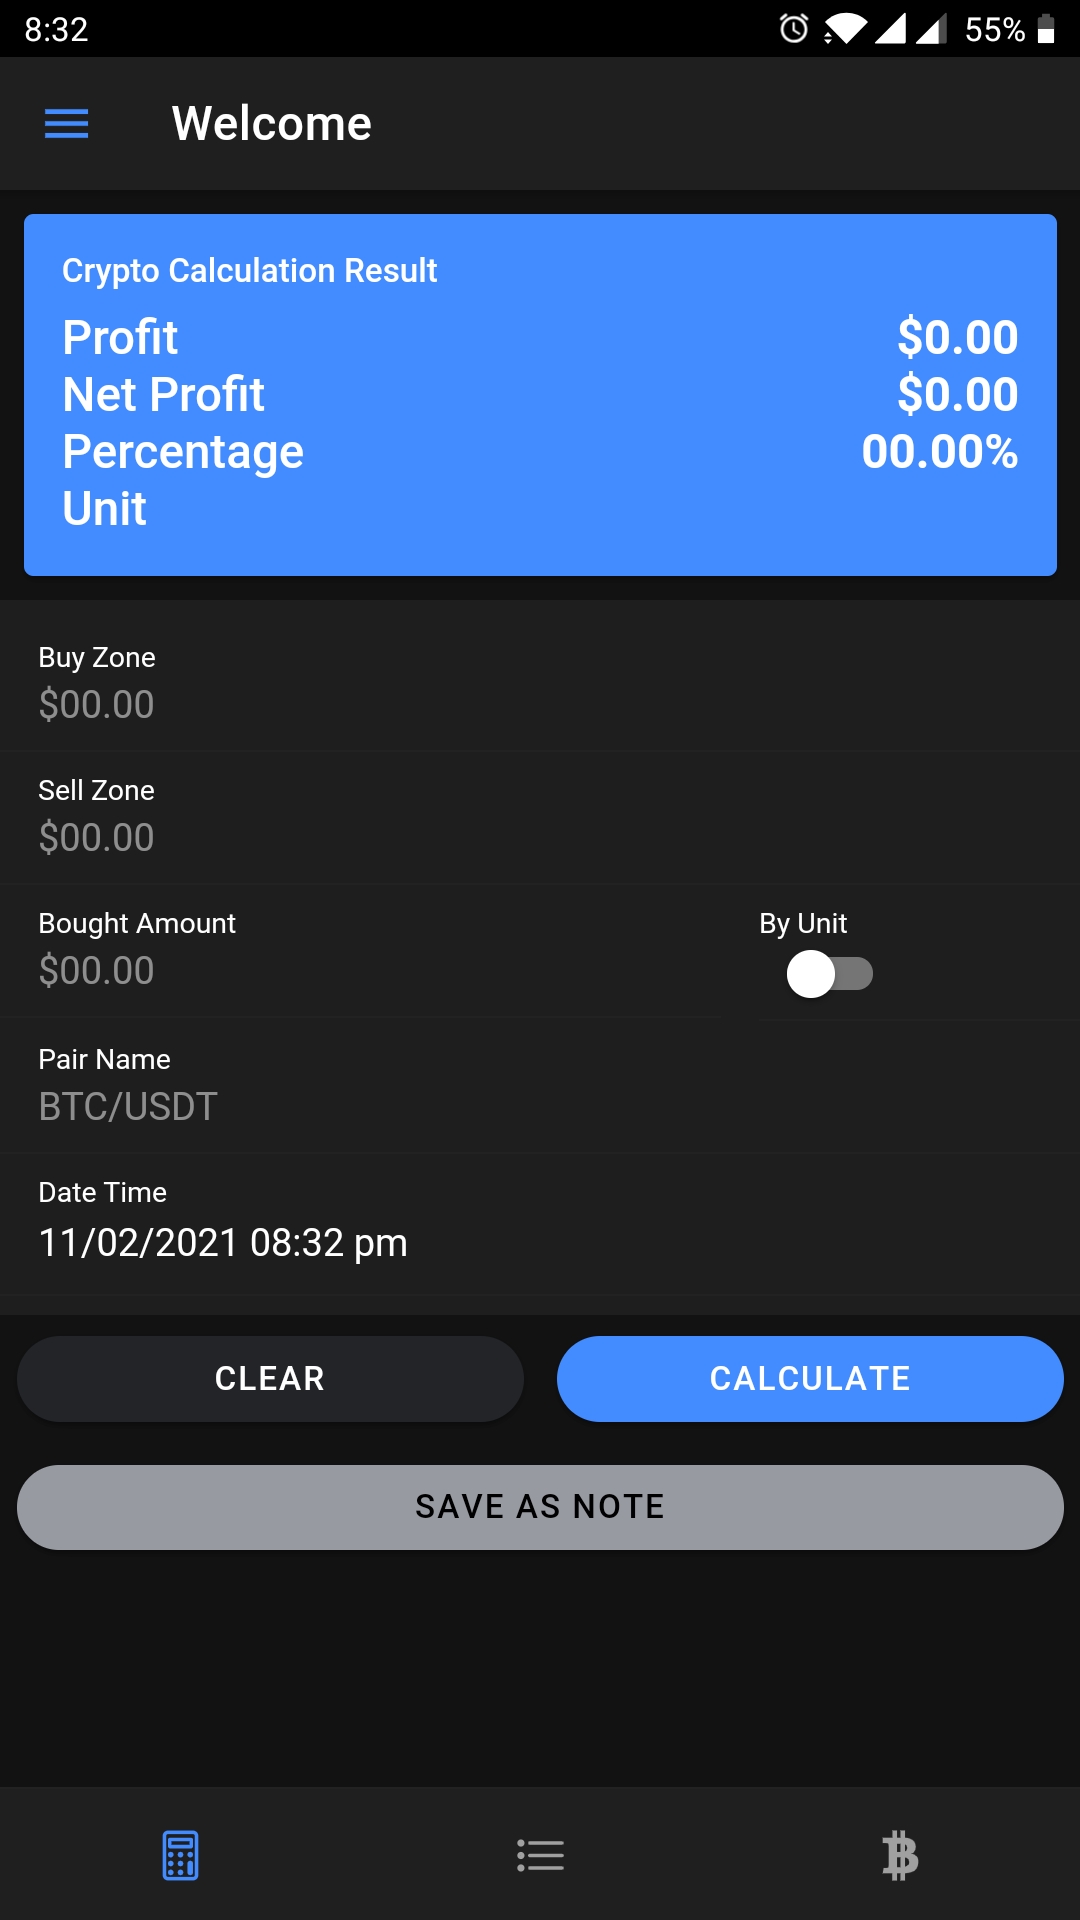 8:32 55%
Welcome
Crypto Calculation Result
Profit $0.00
Net Profit $0.00
Percentage 00.00%
Unit
Buy Zone
$00.00
Sell Zone
$00.00
Bought Amount By Unit
$00.00
Pair Name
BTC/USDT
Date Time
11/02/2021 08:32 pm
CLEAR CALCULATE
SAVE AS NOTE